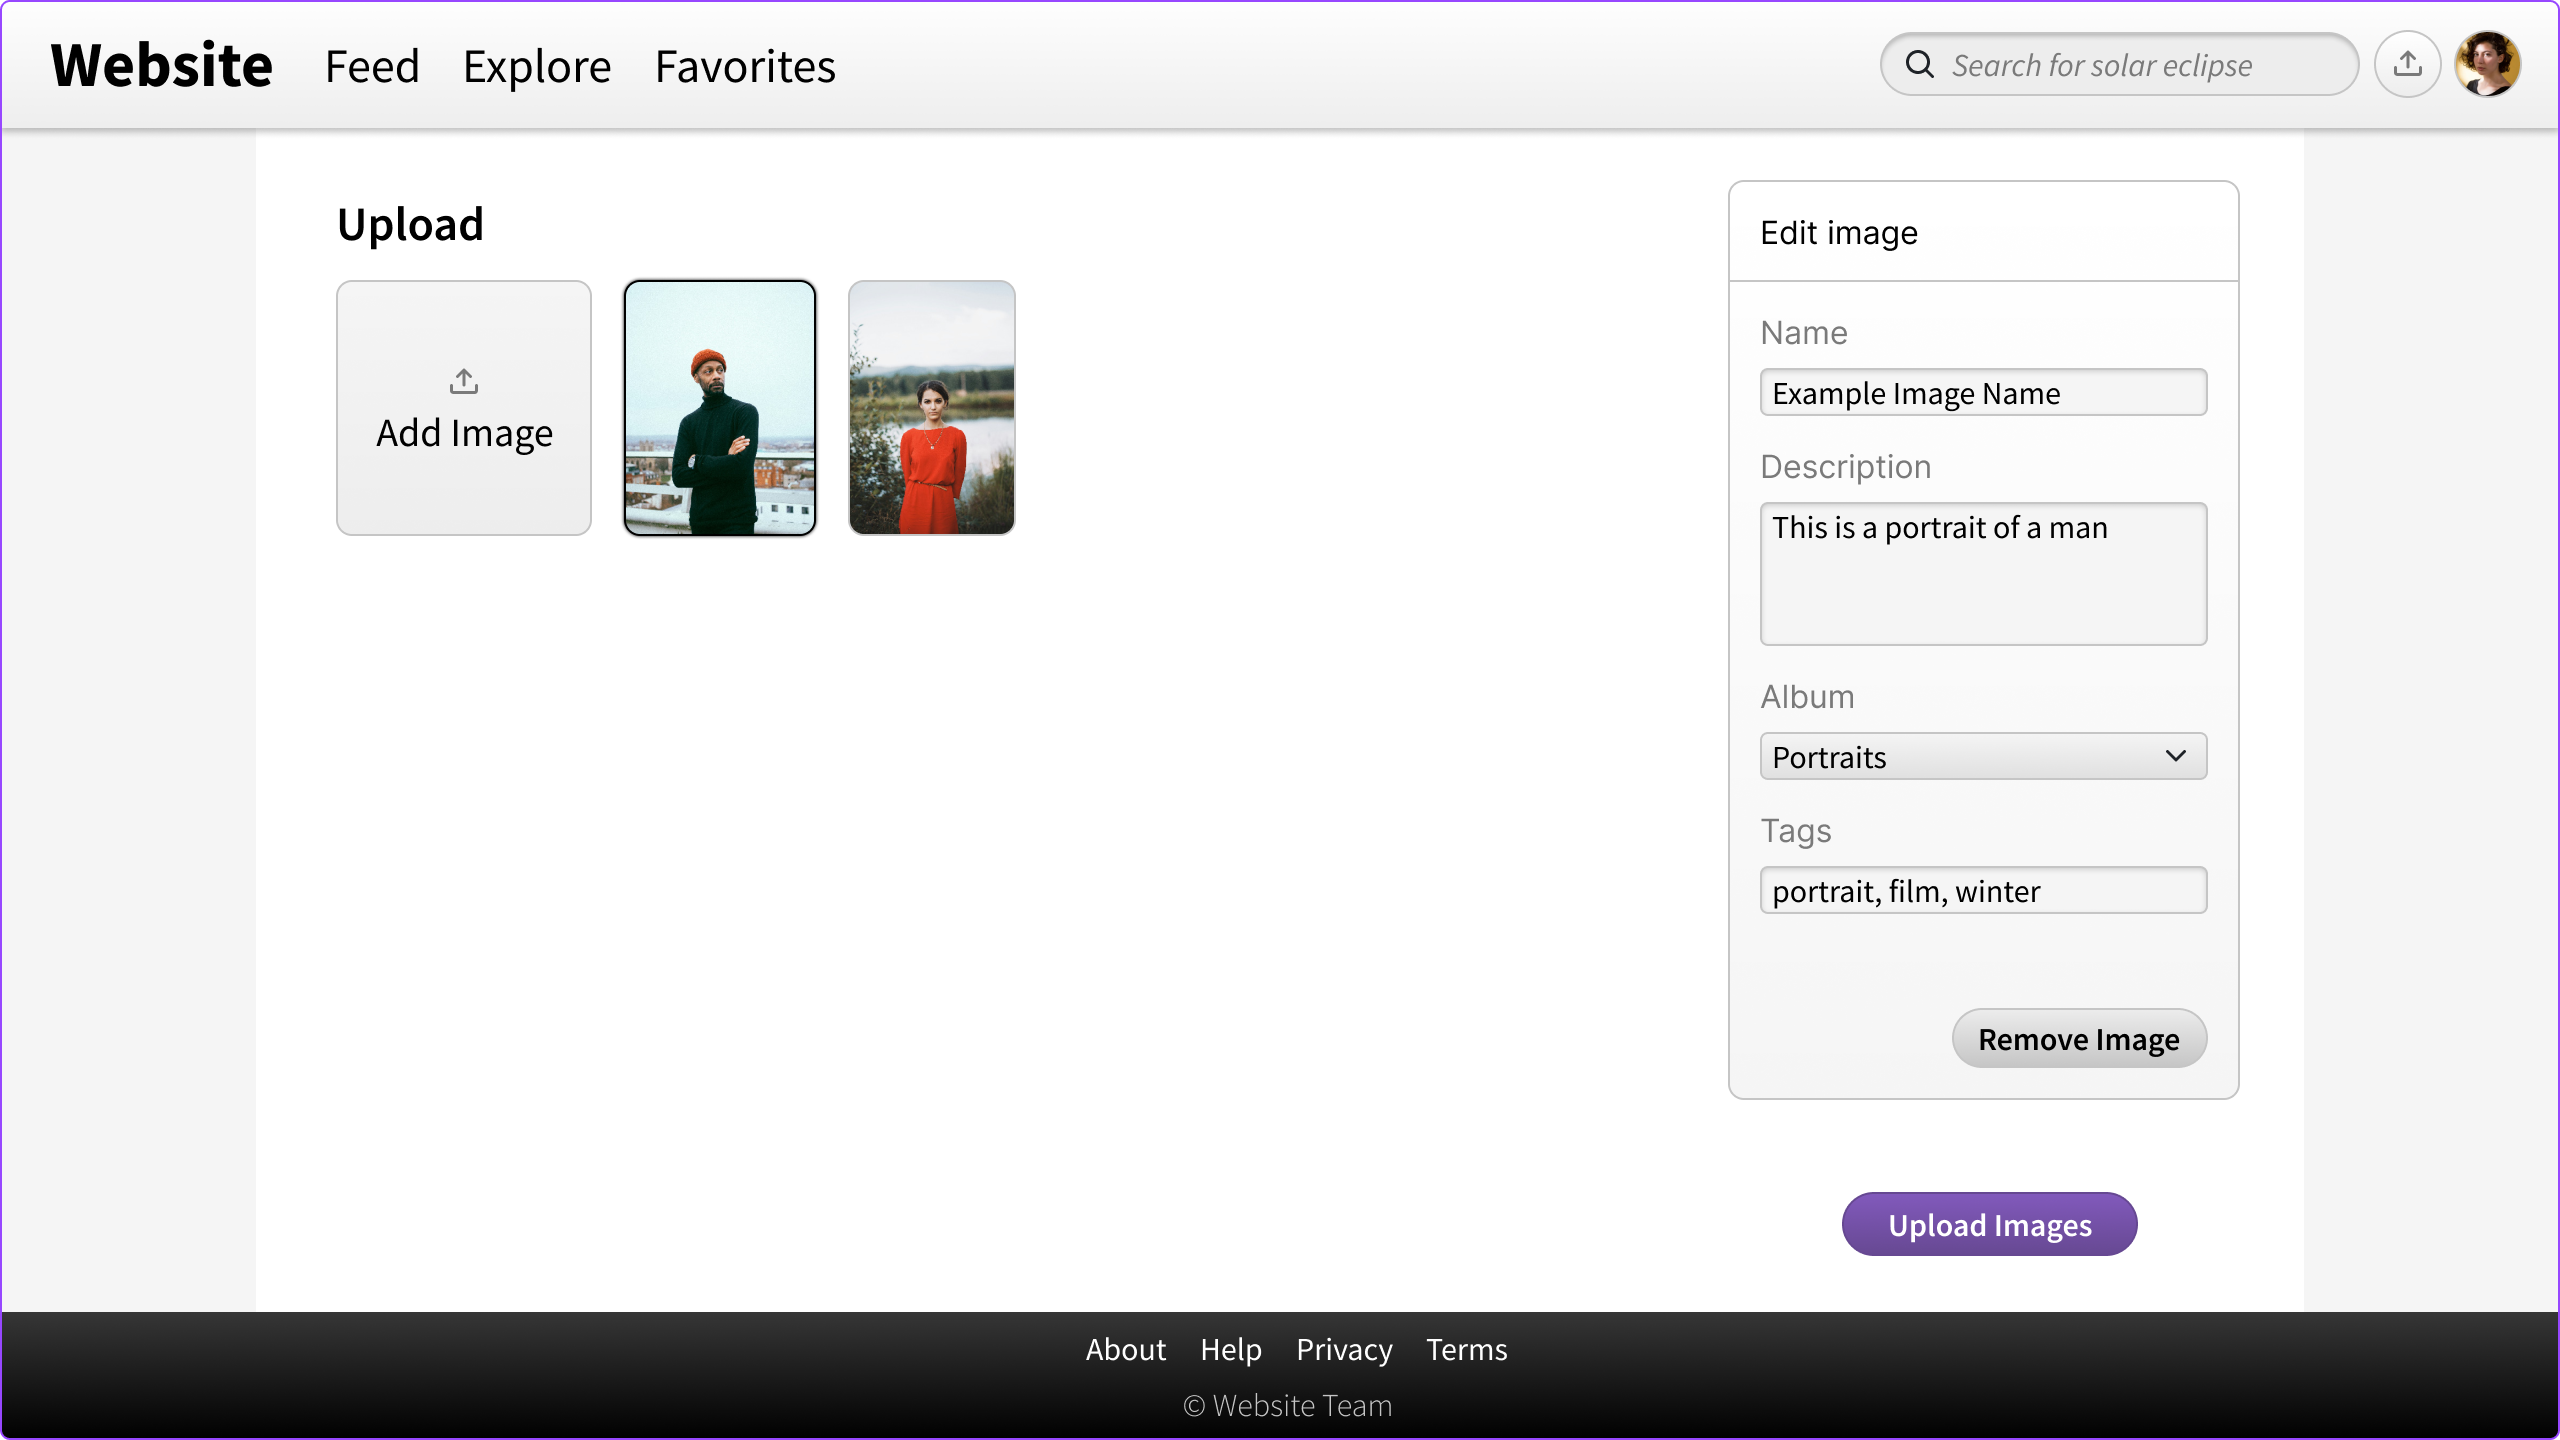 Website Feed Explore Favorites Search for solar eclipse
Upload
Add Image
Edit image
Name
Example Image Name
Description
This is a portrait of a man
Album
Portraits
Tags
portrait, film, winter
Remove Image
Upload Images
About Help Privacy Terms
© Website Team